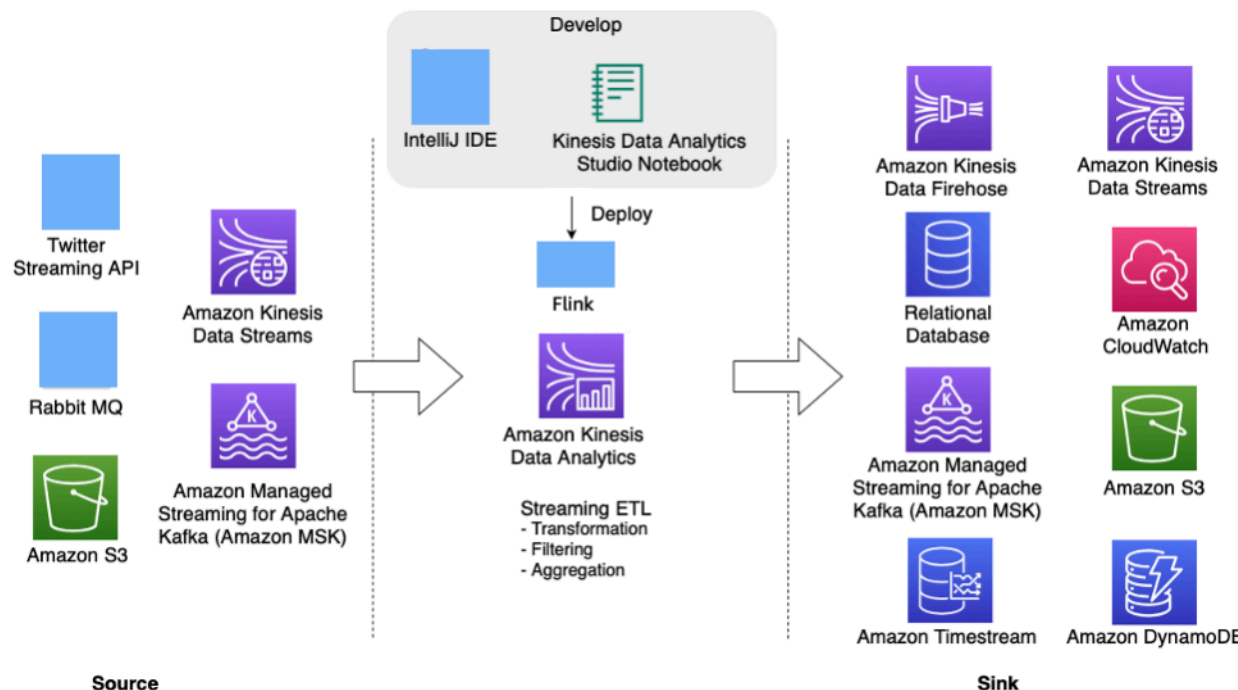 Develop
IntelliJ IDE
Kinesis Data Analytics
Studio Notebook
Deploy
Flink
Amazon Kinesis
Data Analytics
Streaming ETL
- Transformation
- Filtering
- Aggregation
Twitter
Streaming API
Rabbit MQ
Amazon S3
Amazon Kinesis
Data Streams
K
Amazon Managed
Streaming for Apache
Kafka (Amazon MSK)
Source
Amazon Kinesis
Data Firehose
Amazon Kinesis
Data Streams
Relational
Database
Amazon
CloudWatch
K
Amazon Managed
Streaming for Apache
Kafka (Amazon MSK)
Amazon S3
Amazon Timestream
Amazon DynamoDB
Sink